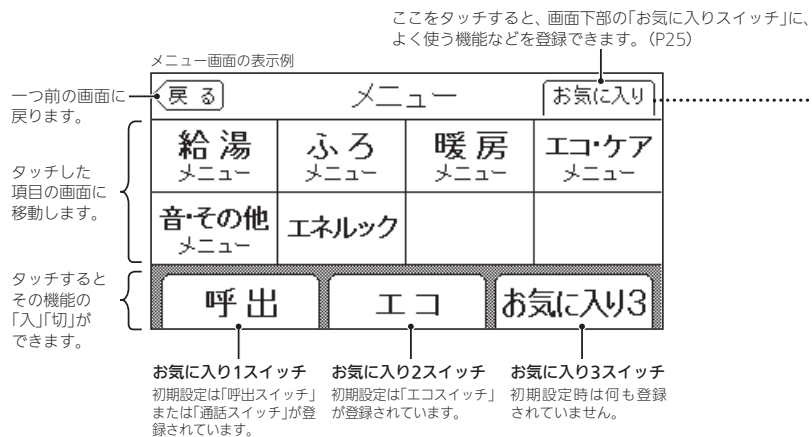 ここをタッチすると、画面下部の「お気に入りスイッチ」に、
よく使う機能などを登録できます。(P25)
メニュー画面の表示例
一つ前の画面に
戻ります。
戻る
メニュー
お気に入り
タッチした
項目の画面に
移動します。
給湯
メニュー
ふろ
メニュー
暖房
メニュー
エコ・ケア
メニュー
音・その他
メニュー
エネルック
タッチすると
その機能の
「入」「切」が
できます。
呼出
エコ
お気に入り3
お気に入り1スイッチ
初期設定は「呼出スイッチ」
または「通話スイッチ」が登
録されています。
お気に入り2スイッチ
初期設定は「エコスイッチ」
が登録されています。
お気に入り3スイッチ
初期設定時は何も登録
されていません。